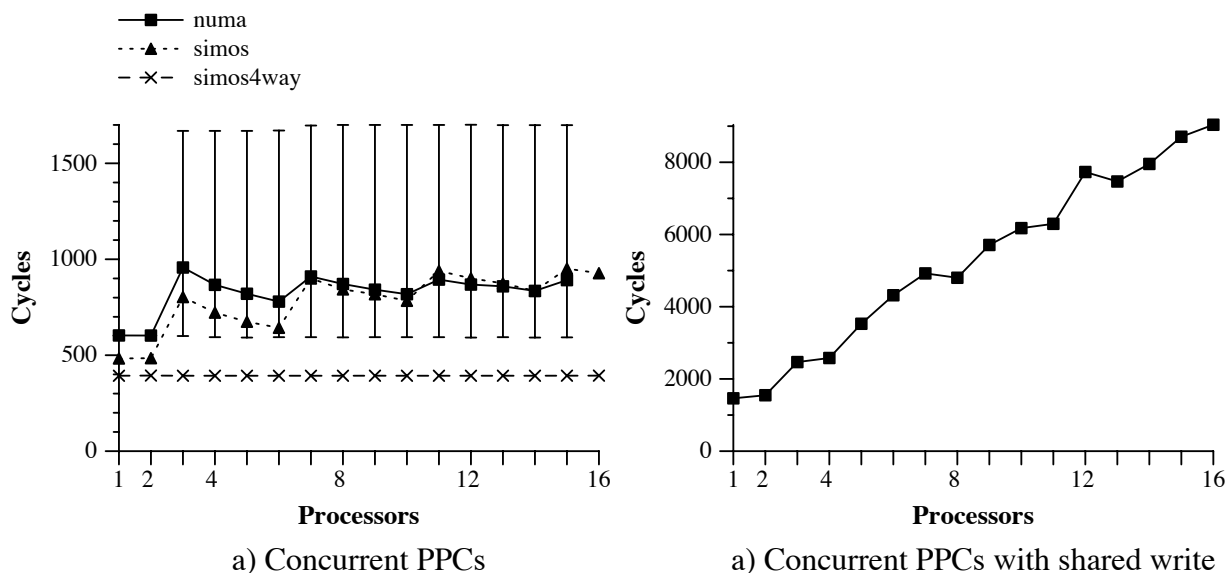 numa
simos
simos4way
1500
1000
500
0
Cycles
1 2 4 8 12 16
Processors
a) Concurrent PPCs
8000
6000
4000
2000
0
Cycles
1 2 4 8 12 16
Processors
a) Concurrent PPCs with shared write